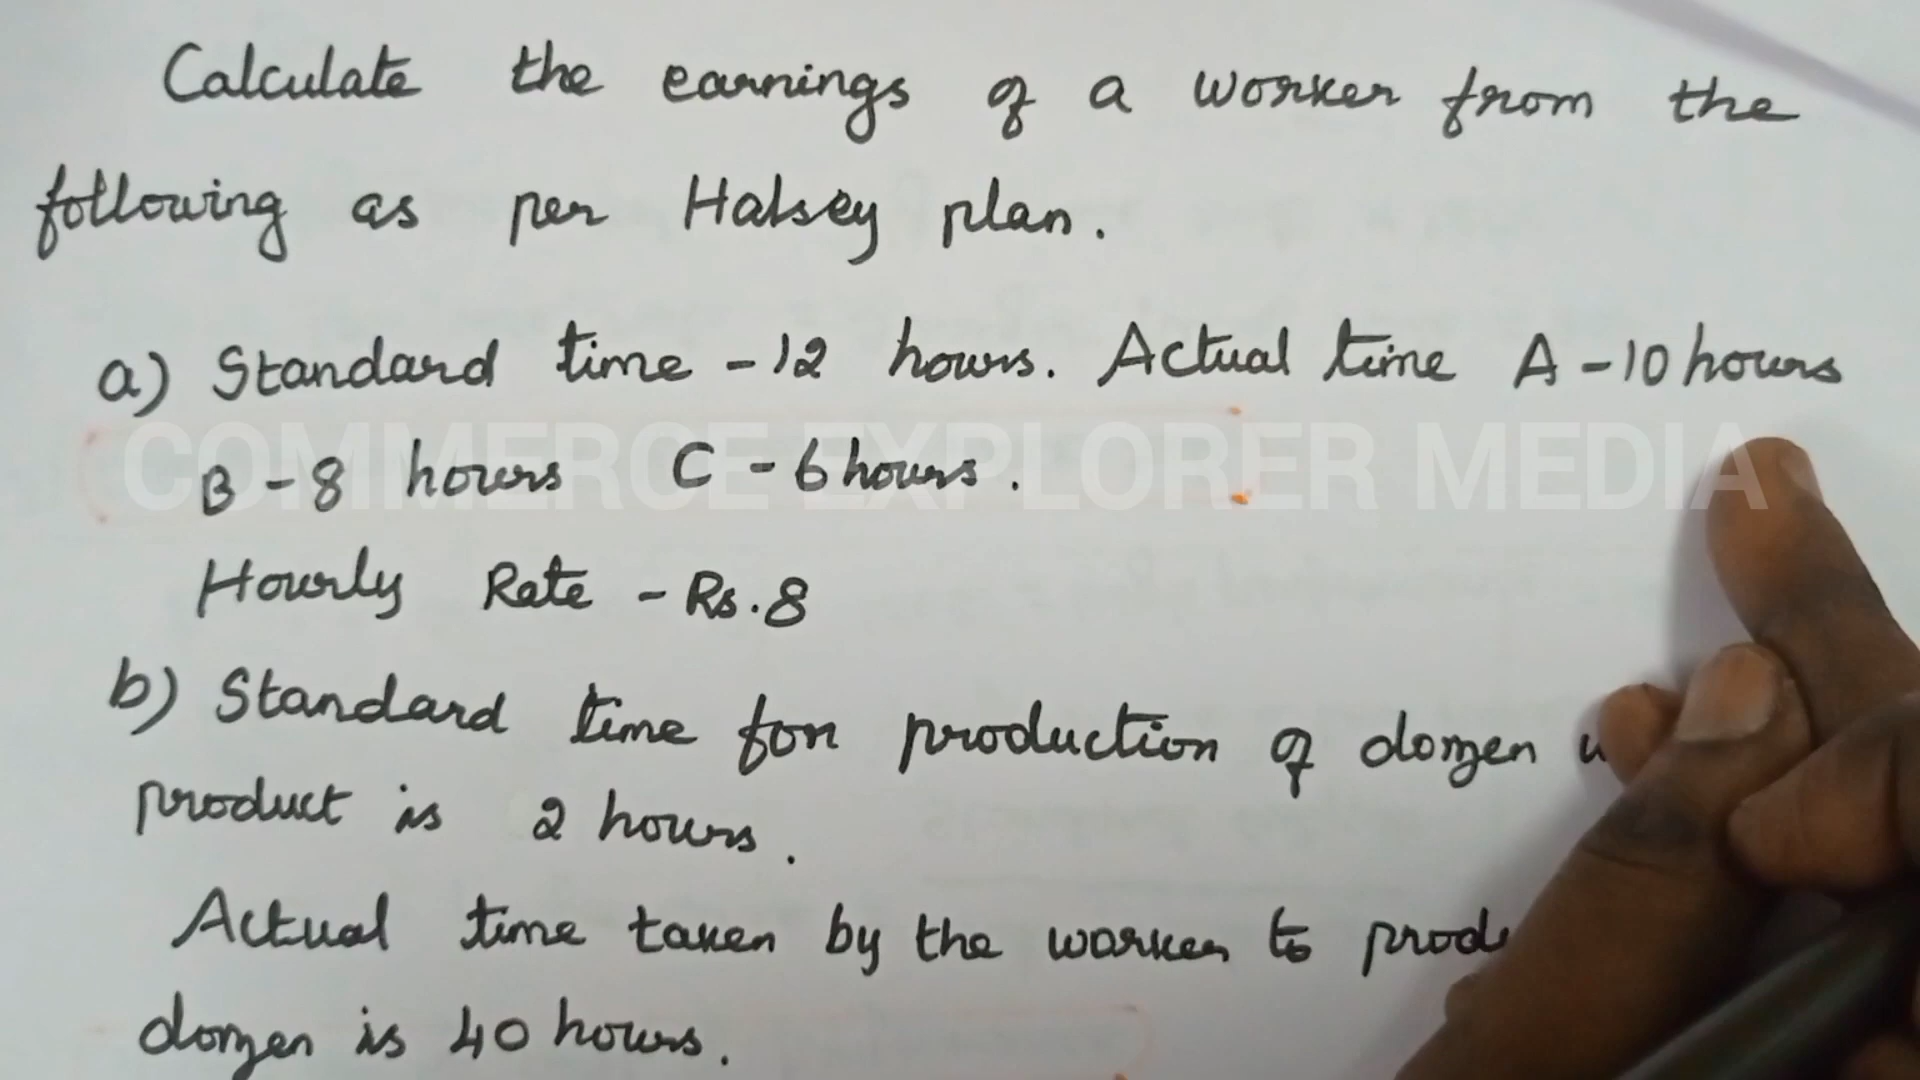 Calculate the earnings of a worker from the
following as per Halsey plan.
a) Standard time - 12 hours. Actual time A - 10 hours
COMMERCE EXPLORER MEDIA
B - 8 hours C - 6 hours.
Hourly Rate - Rs. 8
b) Standard time for production of dozen
product is 2 hours.
Actual time taken by the worker to
dozen is 40 hours.